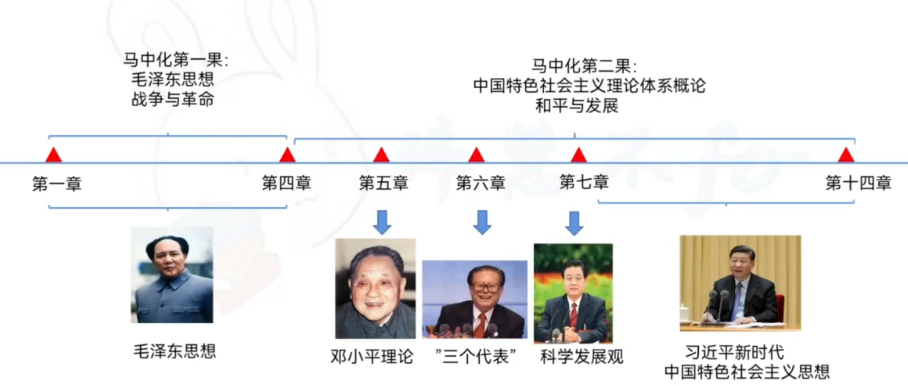 马中化第一果：
毛泽东思想
战争与革命
马中化第二果：
中国特色社会主义理论体系概论
和平与发展
第一章
第四章
第五章
第六章
第七章
第十四章
毛泽东思想
邓小平理论
”三个代表”
科学发展观
习近平新时代
中国特色社会主义思想